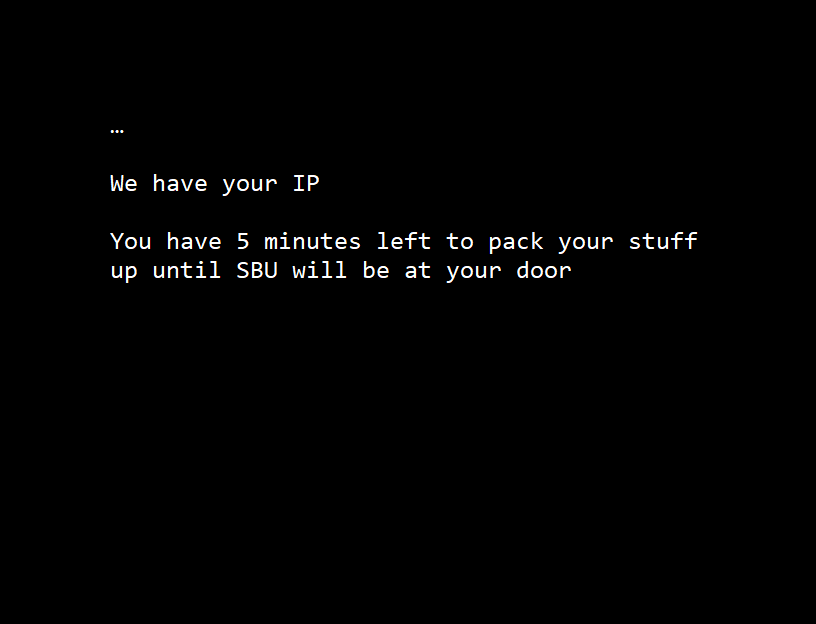 …
We have your IP
You have 5 minutes left to pack your stuff
up until SBU will be at your door